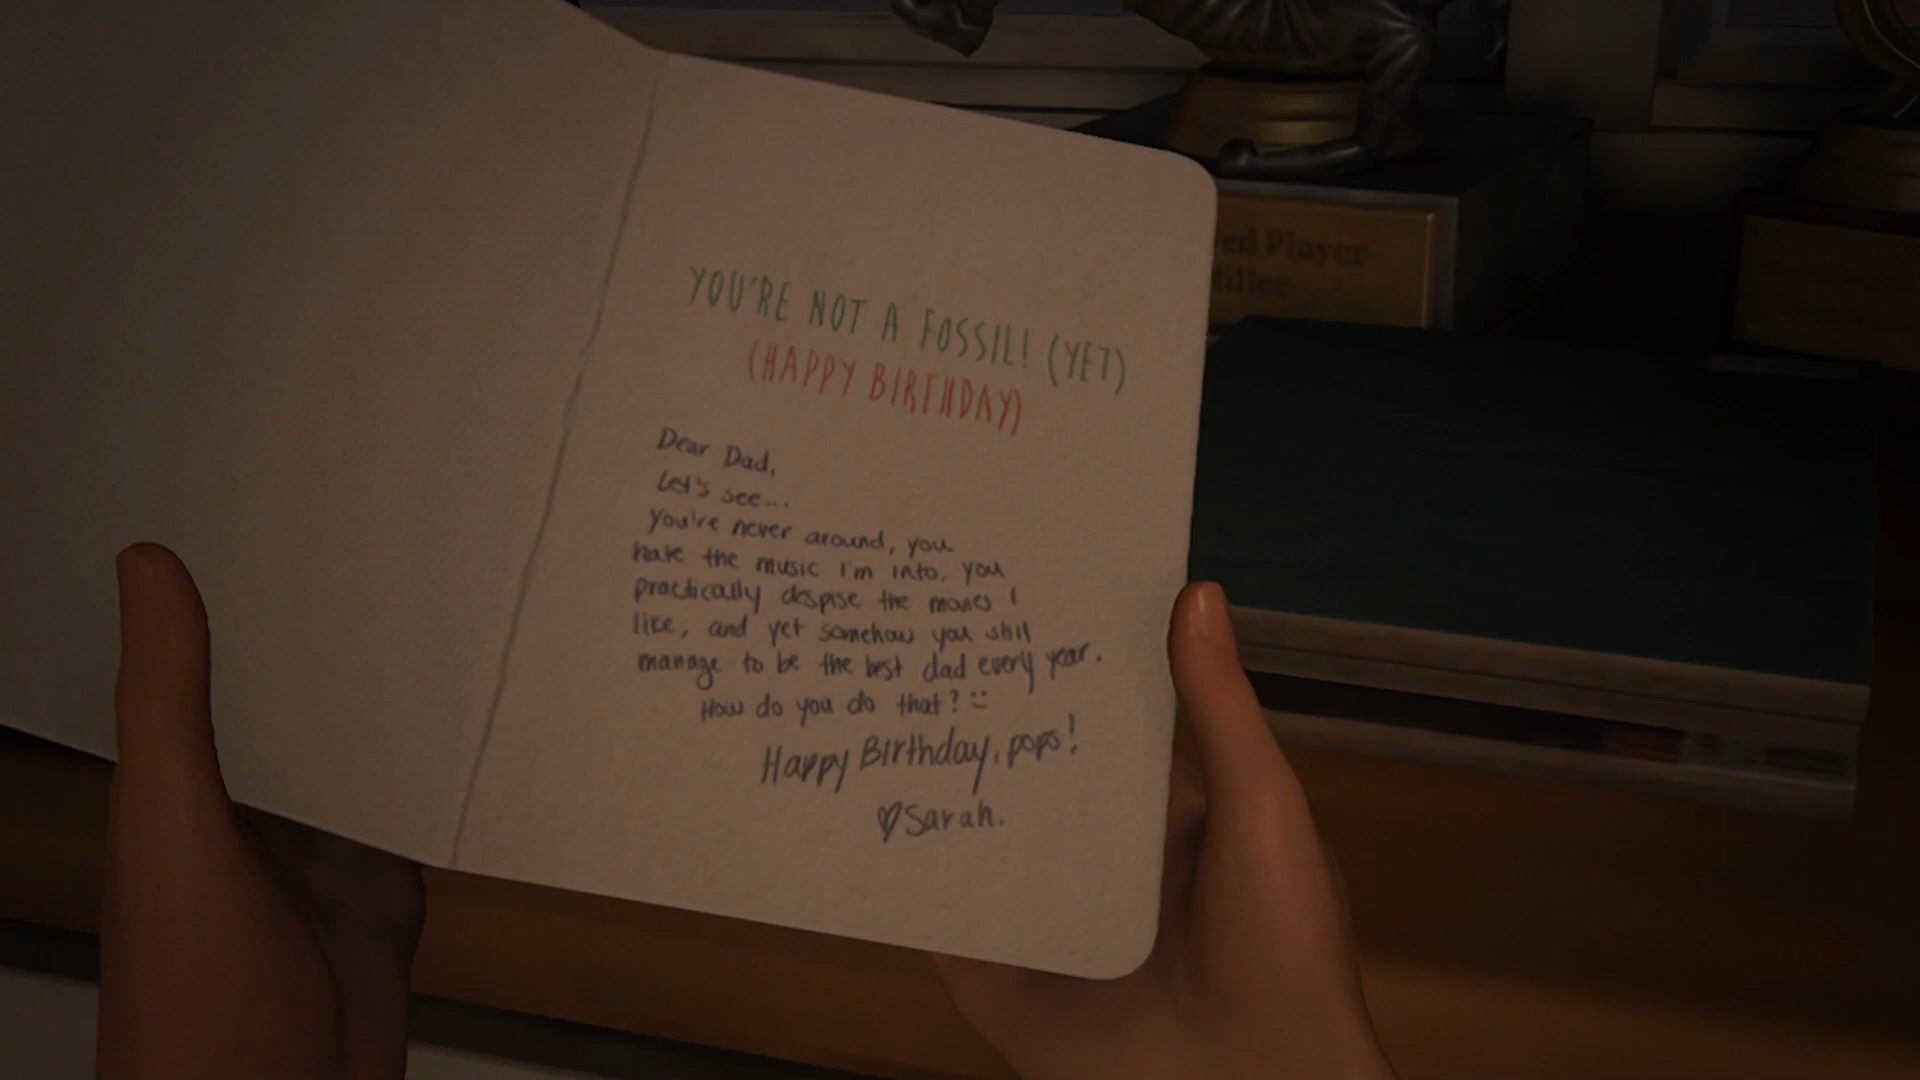 YOU'RE NOT A FOSSIL! (YET)
(HAPPY BIRTHDAY)
Dear Dad,
Let's see...
You're never around, you
hate the music I'm into, you
practically despise the movies I
like, and yet somehow you still
manage to be the best dad every year.
How do you do that? :)
Happy Birthday, pops!
♡ Sarah.
Player